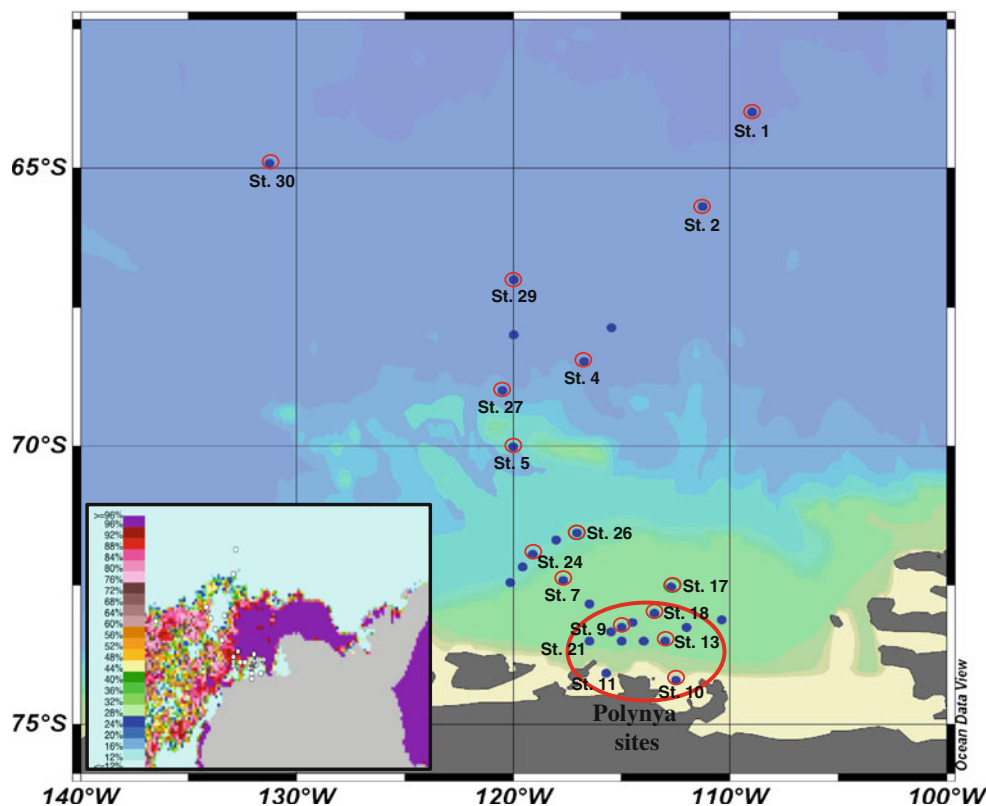 St. 1
65°S
St. 30
St. 2
St. 29
St. 4
St. 27
70°S
St. 5
>=96%
96%
92%
88%
84%
80%
76%
72%
68%
64%
60%
56%
52%
48%
44%
40%
36%
32%
28%
24%
20%
16%
12%
<=12%
St. 26
St. 24
St. 17
St. 7
St. 18
St. 9
St. 21
St. 13
St. 11
St. 10
Polynya
sites
75°S
Ocean Data View
140°W
130°W
120°W
110°W
100°W